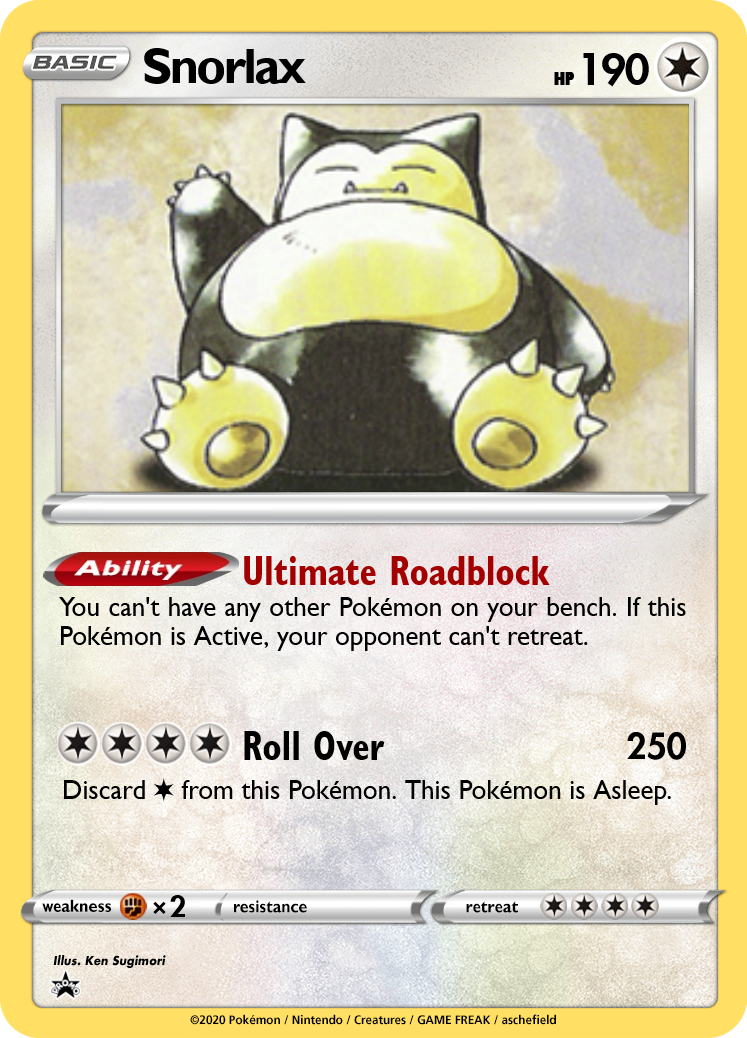 BASIC Snorlax HP 190
Ability Ultimate Roadblock
You can't have any other Pokémon on your bench. If this
Pokémon is Active, your opponent can't retreat.
Roll Over 250
Discard from this Pokémon. This Pokémon is Asleep.
weakness ×2 resistance retreat
Illus. Ken Sugimori
©2020 Pokémon / Nintendo / Creatures / GAME FREAK / aschefield